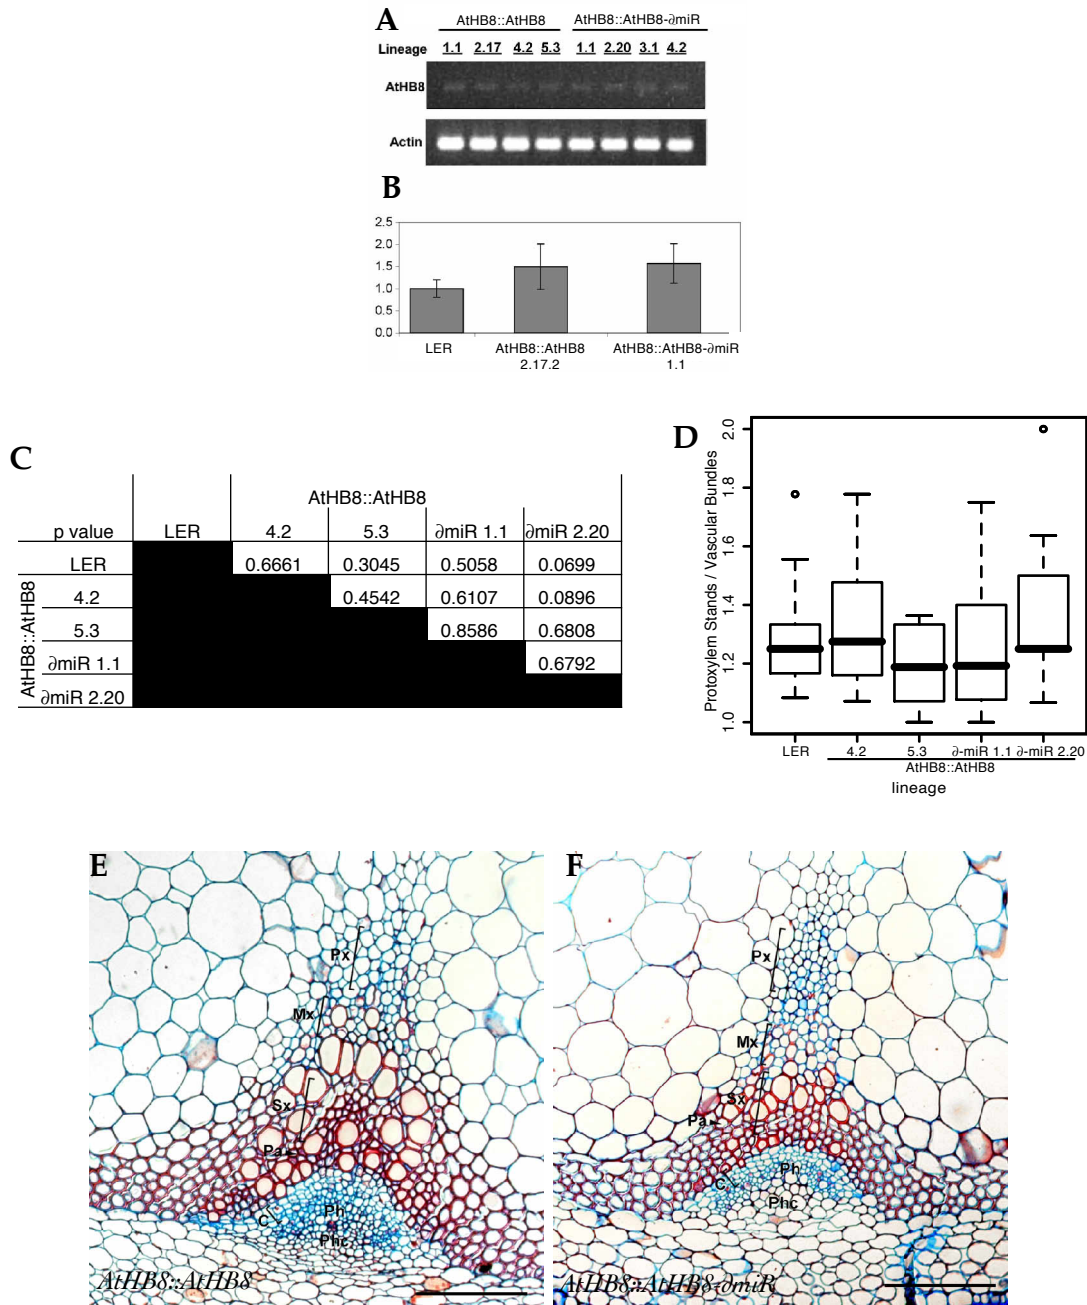 A
AtHB8::AtHB8 AtHB8::AtHB8-∂miR
Lineage 1.1 2.17 4.2 5.3 1.1 2.20 3.1 4.2
AtHB8
Actin
B
2.5
2.0
1.5
1.0
0.5
0.0
LER AtHB8::AtHB8 AtHB8::AtHB8-∂miR
2.17.2 1.1
C
AtHB8::AtHB8
p value LER 4.2 5.3 ∂miR 1.1 ∂miR 2.20
LER 0.6661 0.3045 0.5058 0.0699
4.2 0.4542 0.6107 0.0896
5.3 0.8586 0.6808
∂miR 1.1 0.6792
∂miR 2.20
AtHB8::AtHB8
D
Protoxylem Stands / Vascular Bundles
2.0
1.8
1.6
1.4
1.2
1.0
LER 4.2 5.3 ∂-miR 1.1 ∂-miR 2.20
AtHB8::AtHB8
lineage
E
Px
Mx
Sx
Pa
C
Ph
Phc
AtHB8::AtHB8
F
Px
Mx
Sx
Pa
Ph
C
Phc
AtHB8::AtHB8-∂miR